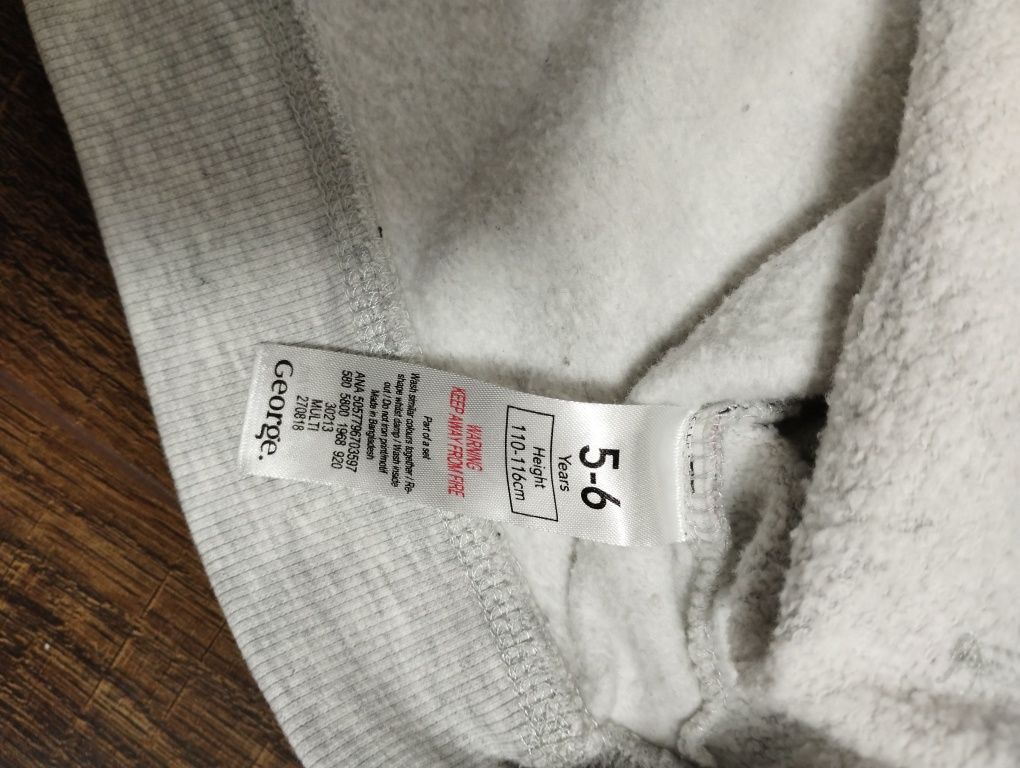 5-6
Years
Height
110-116cm
WARNING
KEEP AWAY FROM FIRE
Part of a set
Wash similar colours together / Re-
shape whilst damp / Wash inside
out / Do not iron print/motif
Made in Bangladesh
ANA 5057796703597
580 5800 1968 920
30213
MULTI
270818
George.